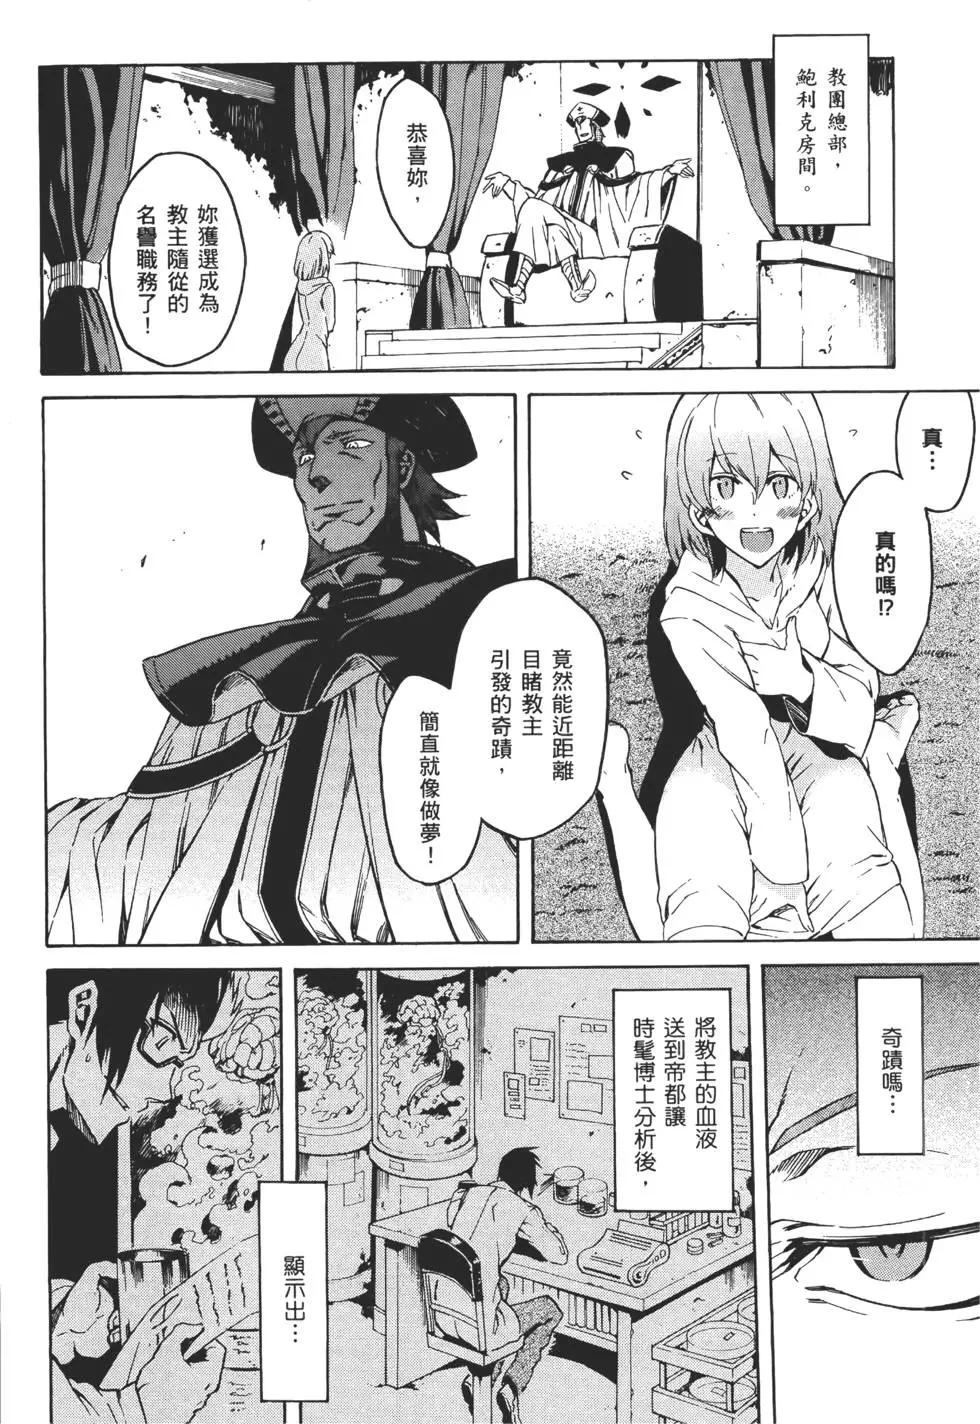 教團總部，
鮑利克房間。
恭喜妳，
妳獲選成為
教主隨從的
名譽職務了！
真…
真的嗎!?
竟然能近距離
目睹教主
引發的奇蹟，
簡直就像做夢！
奇蹟嗎…
將教主的血液
送到帝都讓
時髦博士分析後，
顯示出…